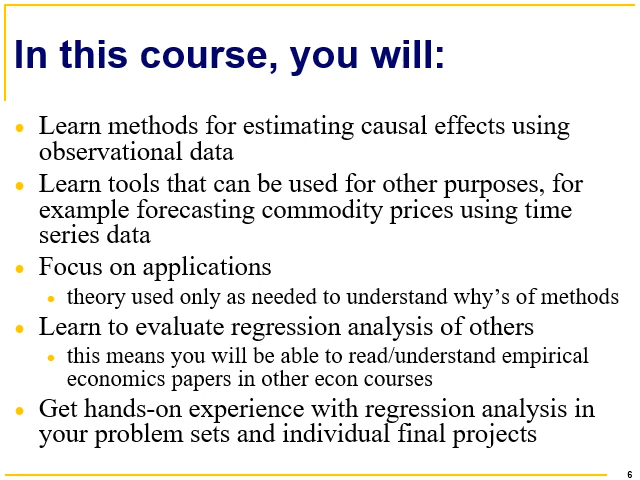 In this course, you will:
• Learn methods for estimating causal effects using
observational data
• Learn tools that can be used for other purposes, for
example forecasting commodity prices using time
series data
• Focus on applications
• theory used only as needed to understand why’s of methods
• Learn to evaluate regression analysis of others
• this means you will be able to read/understand empirical
economics papers in other econ courses
• Get hands-on experience with regression analysis in
your problem sets and individual final projects
6